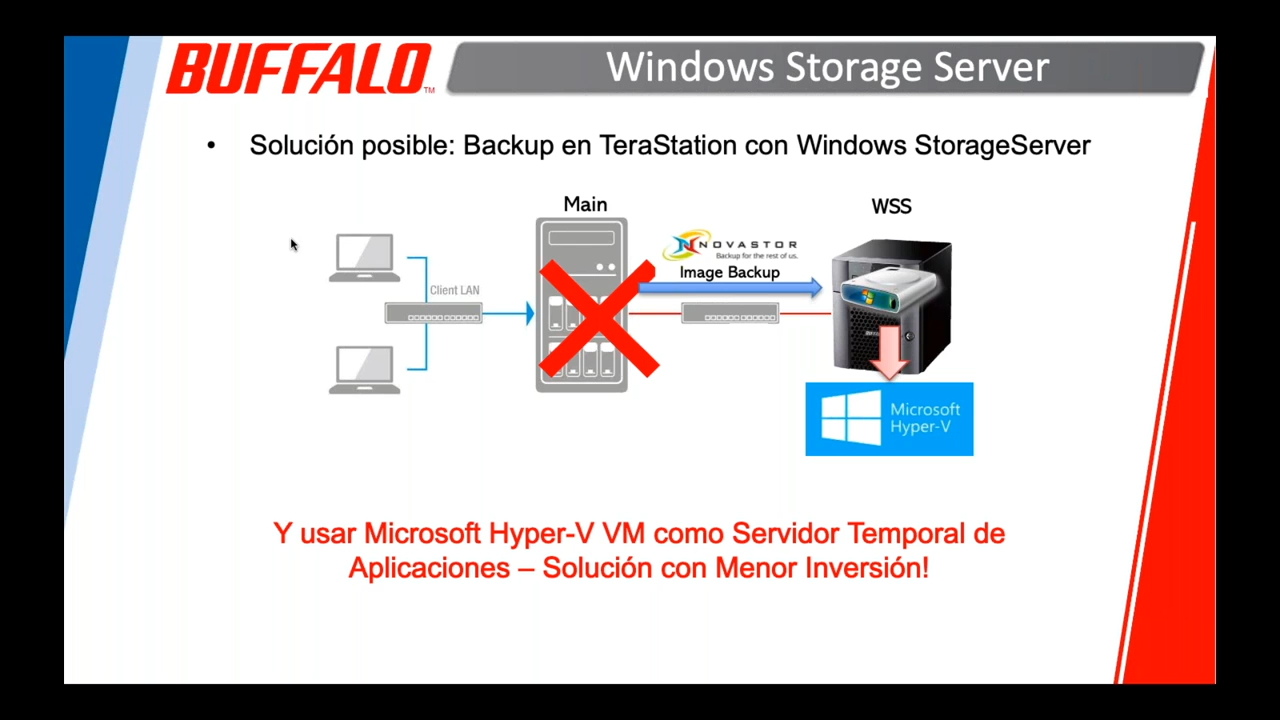 BUFFALO™
Windows Storage Server
• Solución posible: Backup en TeraStation con Windows StorageServer
Main
WSS
NOVASTOR
Backup for the rest of us.
Image Backup
Client LAN
BUFFALO
Microsoft
Hyper-V
Y usar Microsoft Hyper-V VM como Servidor Temporal de
Aplicaciones – Solución con Menor Inversión!